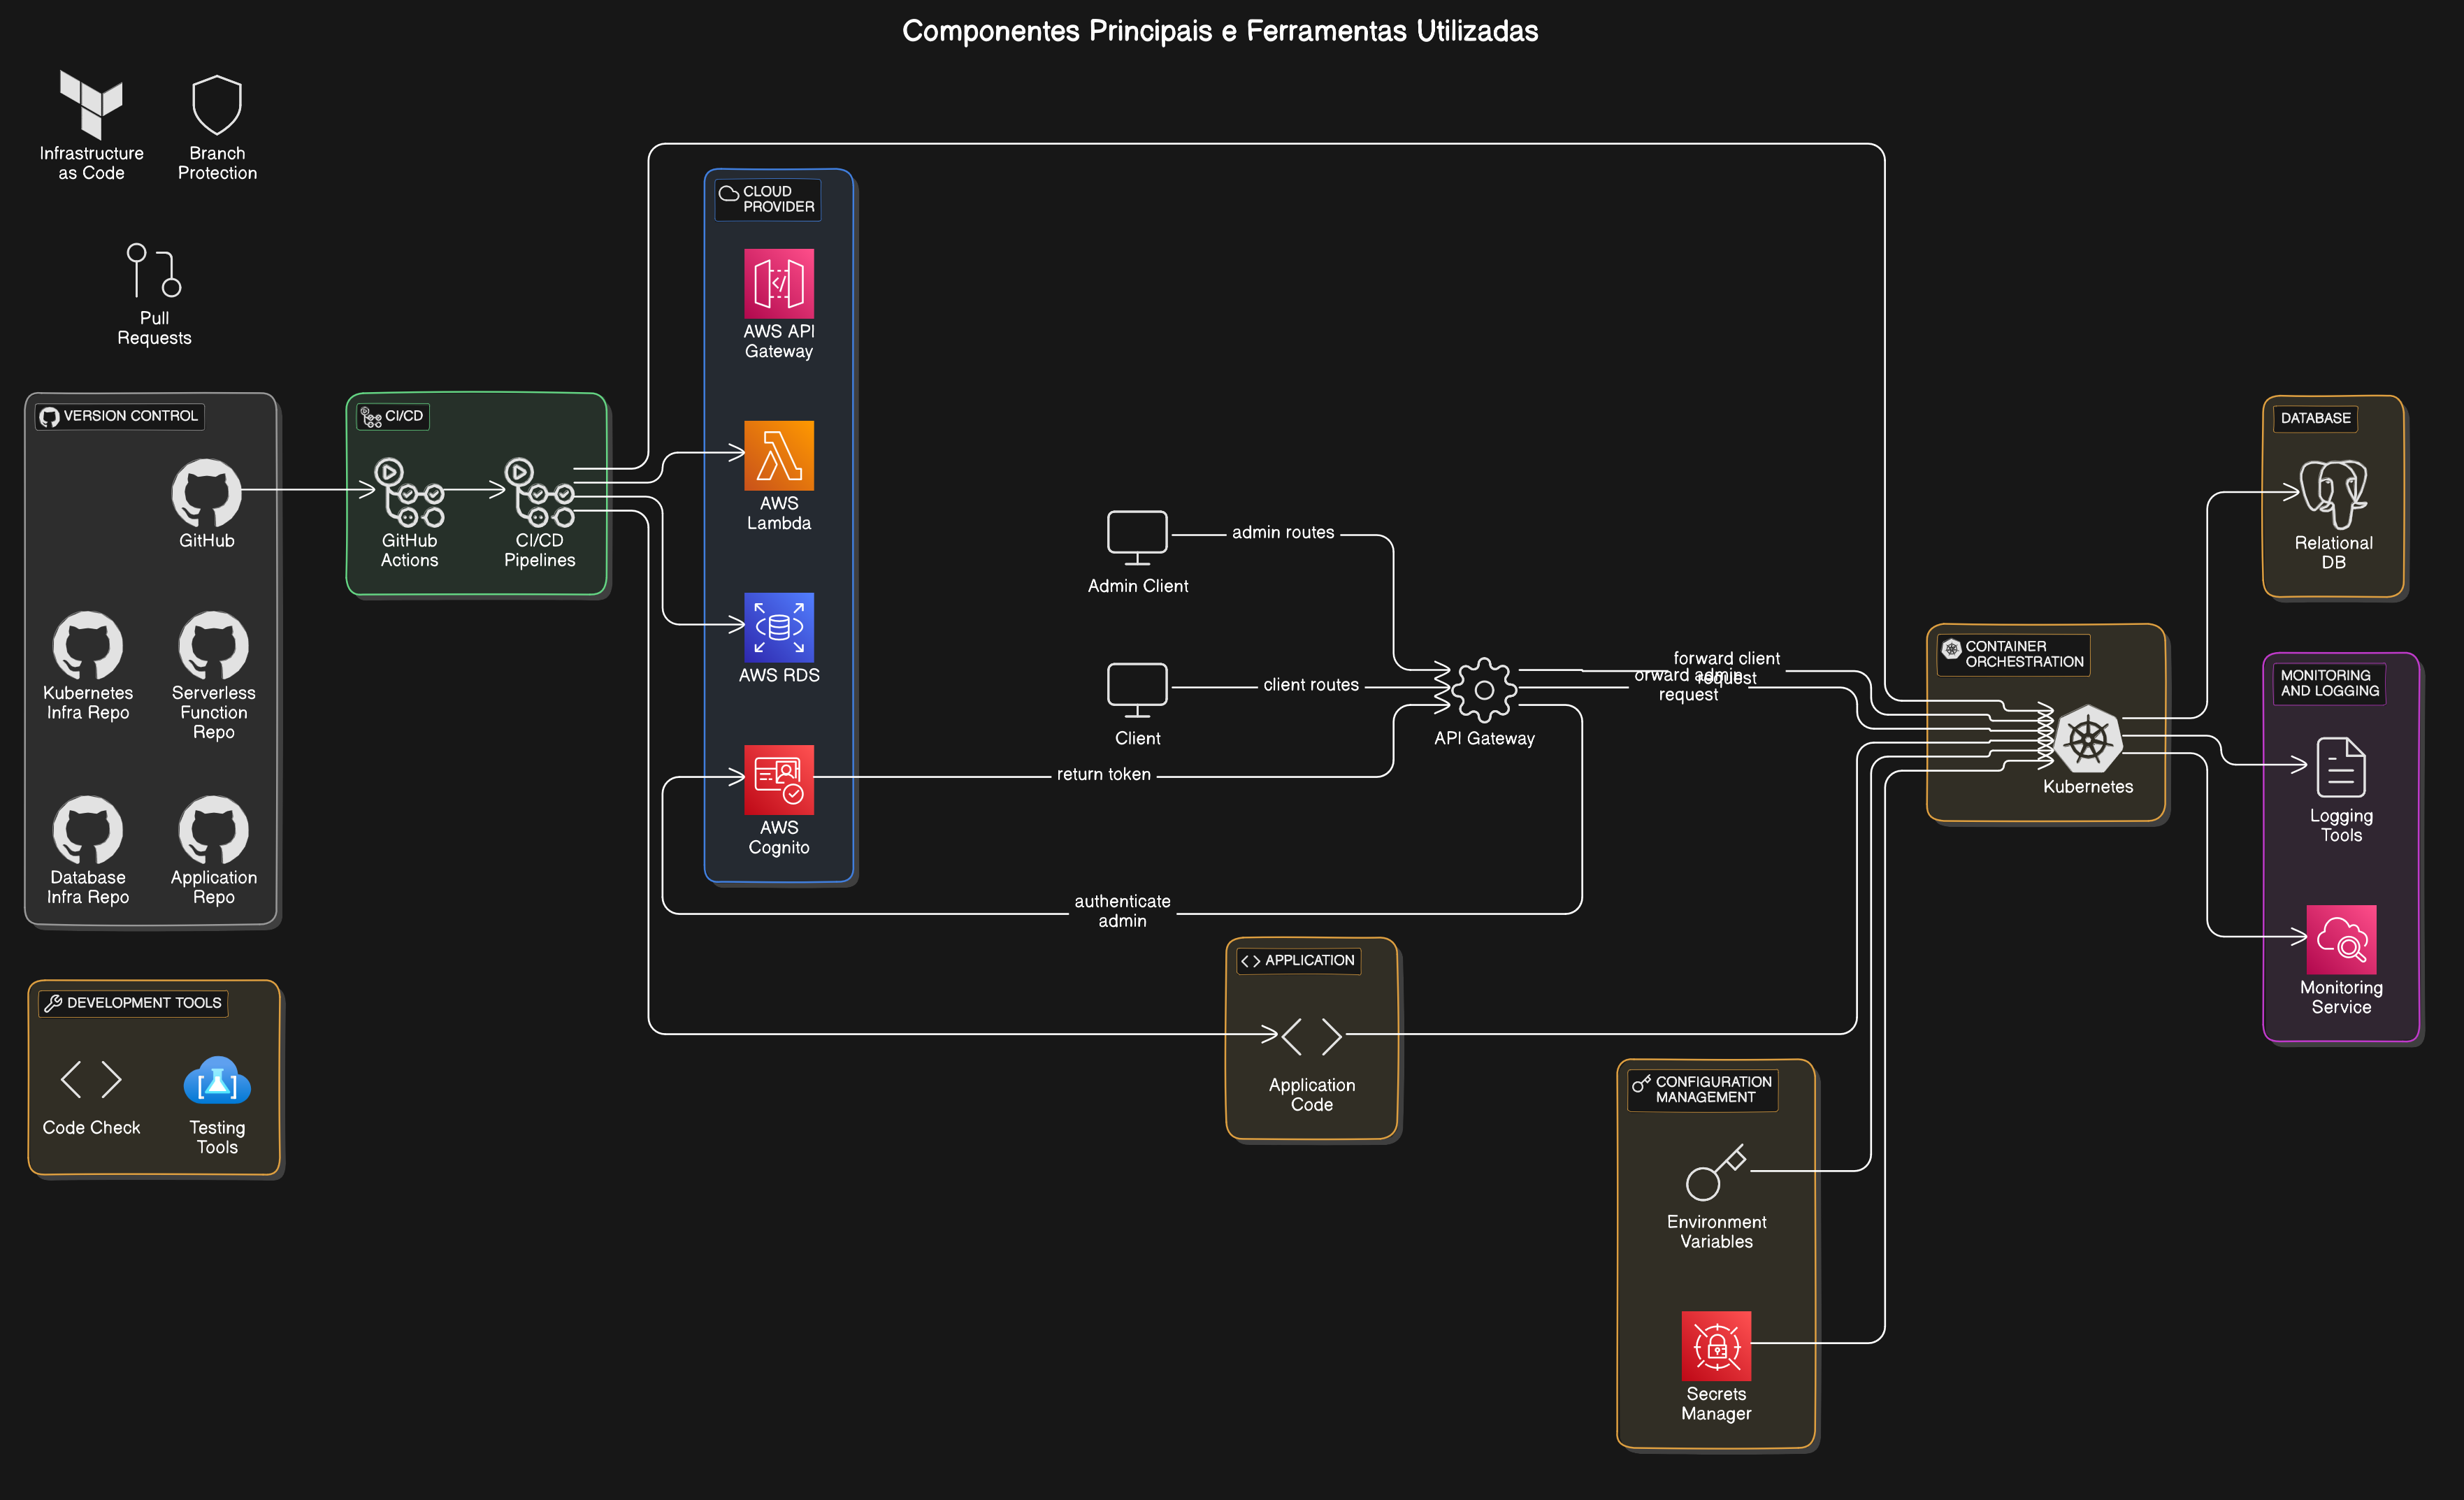 Componentes Principais e Ferramentas Utilizadas
Infrastructure
as Code
Branch
Protection
Pull
Requests
VERSION CONTROL
GitHub
Kubernetes
Infra Repo
Serverless
Function
Repo
Database
Infra Repo
Application
Repo
DEVELOPMENT TOOLS
Code Check
Testing
Tools
CI/CD
GitHub
Actions
CI/CD
Pipelines
CLOUD
PROVIDER
AWS API
Gateway
AWS
Lambda
AWS RDS
AWS
Cognito
Admin Client
admin routes
Client
client routes
return token
authenticate
admin
API Gateway
forward client
request
orward admin
request
APPLICATION
Application
Code
CONFIGURATION
MANAGEMENT
Environment
Variables
Secrets
Manager
CONTAINER
ORCHESTRATION
Kubernetes
DATABASE
Relational
DB
MONITORING
AND LOGGING
Logging
Tools
Monitoring
Service